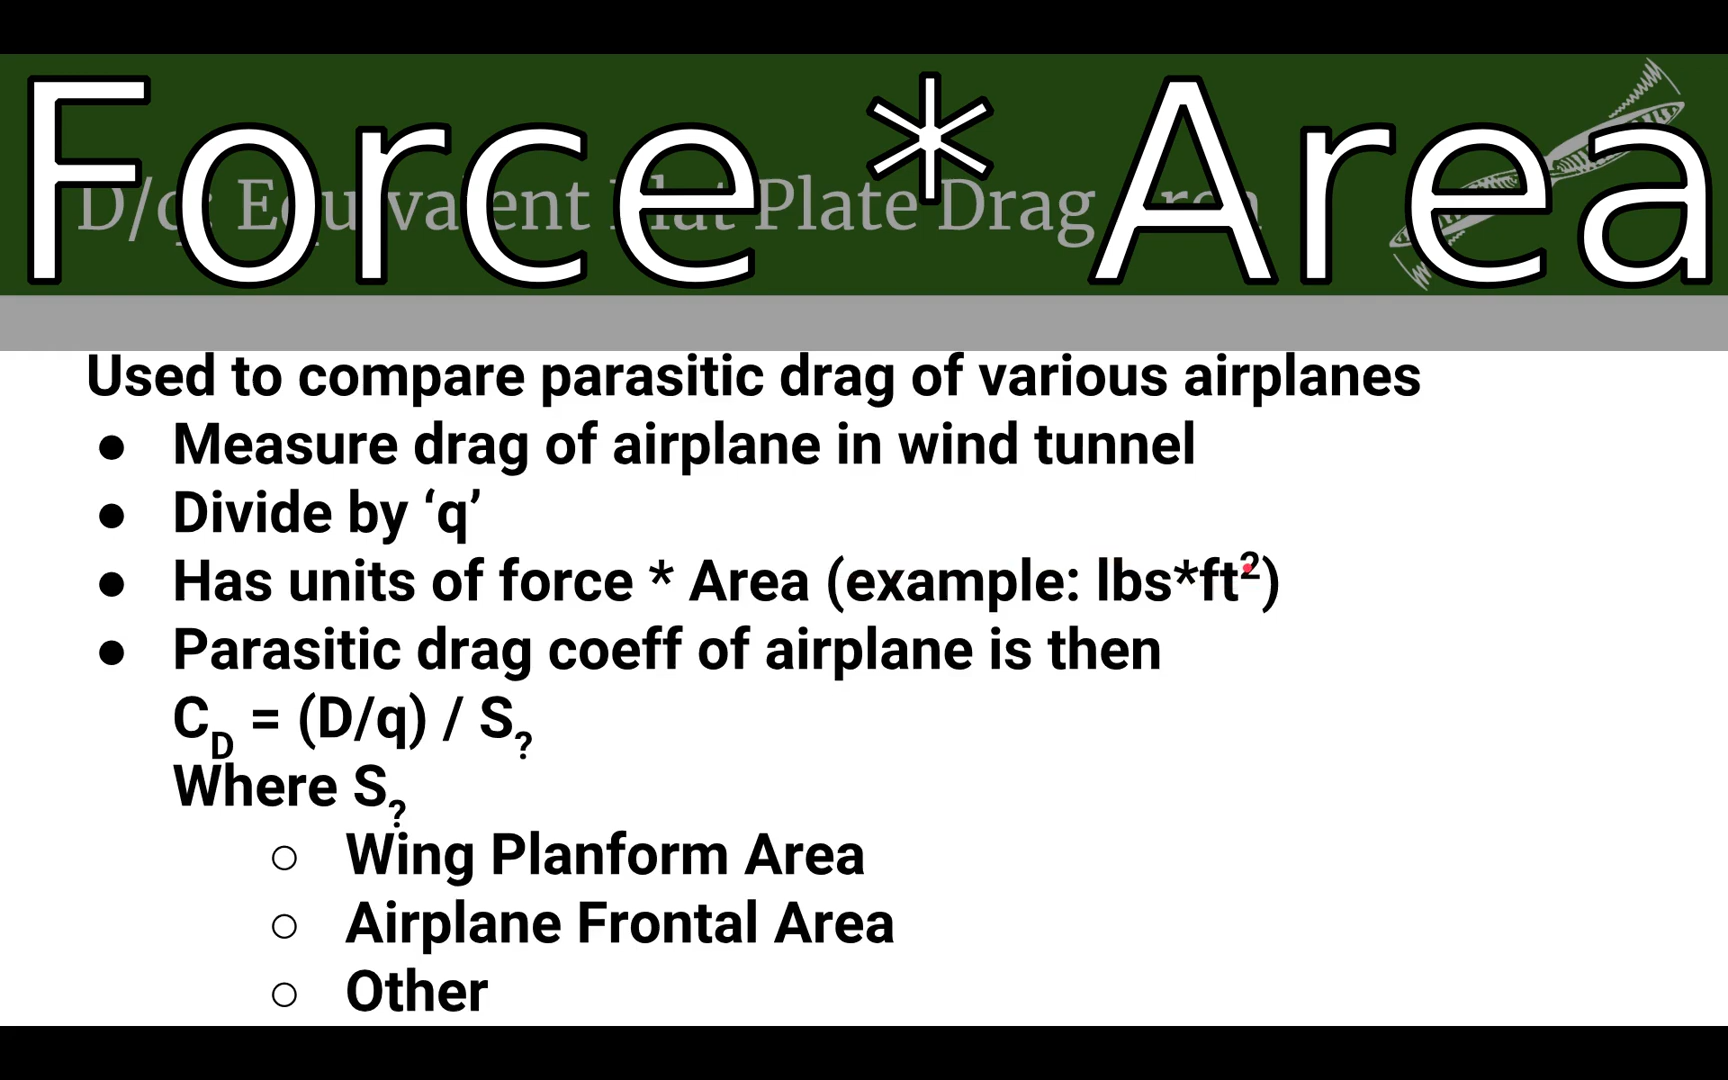 Force * Area
D/q: Equivalent Flat Plate Drag Area
Used to compare parasitic drag of various airplanes
● Measure drag of airplane in wind tunnel
● Divide by ‘q’
● Has units of force * Area (example: lbs*ft²)
● Parasitic drag coeff of airplane is then
C_D = (D/q) / S_?
Where S_?
○ Wing Planform Area
○ Airplane Frontal Area
○ Other